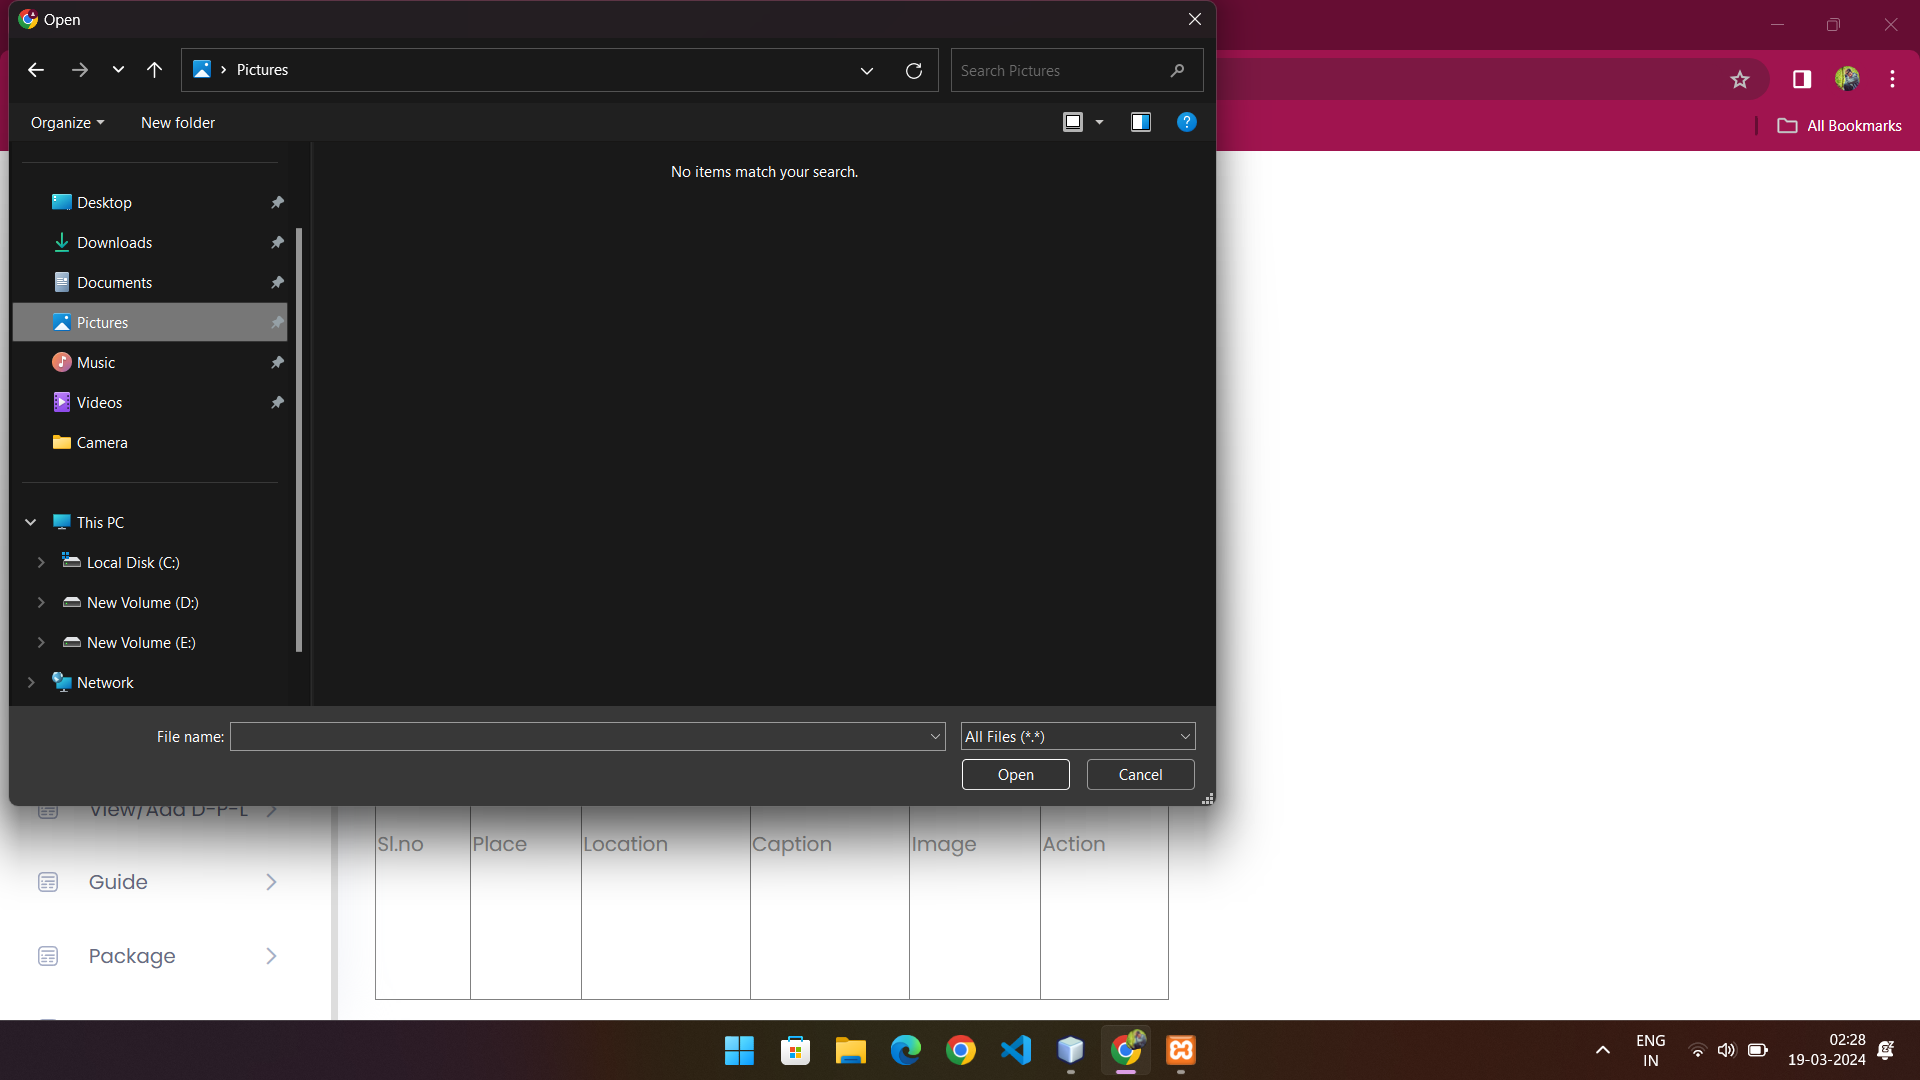 Open
Pictures
Search Pictures
Organize
New folder
No items match your search.
Desktop
Downloads
Documents
Pictures
Music
Videos
Camera
This PC
Local Disk (C:)
New Volume (D:)
New Volume (E:)
Network
File name:
All Files (*.*)
Open
Cancel
All Bookmarks
View/Add D-P-L
Guide
Package
Sl.no
Place
Location
Caption
Image
Action
ENG
IN
02:28
19-03-2024